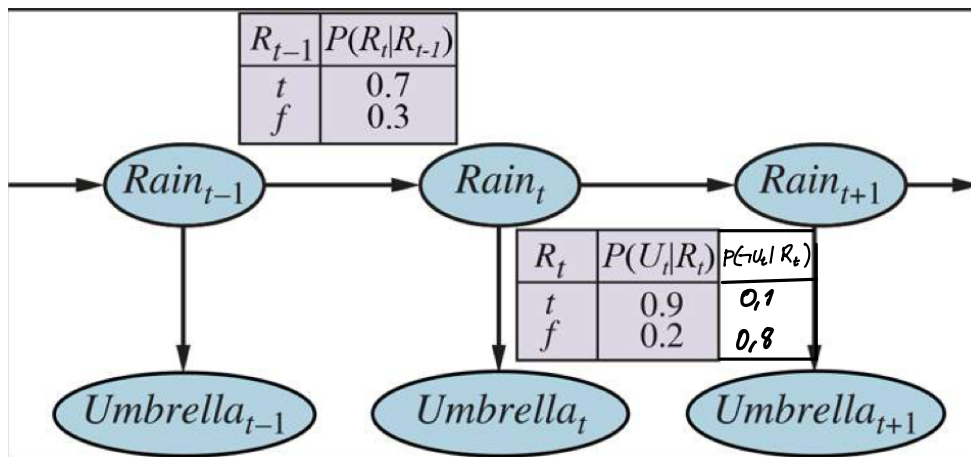 R_{t−1} P(R_t|R_{t-1})
t 0.7
f 0.3
Rain_{t−1} Rain_t Rain_{t+1}
R_t P(U_t|R_t) P(¬U_t|R_t)
t 0.9 0,1
f 0.2 0,8
Umbrella_{t−1} Umbrella_t Umbrella_{t+1}